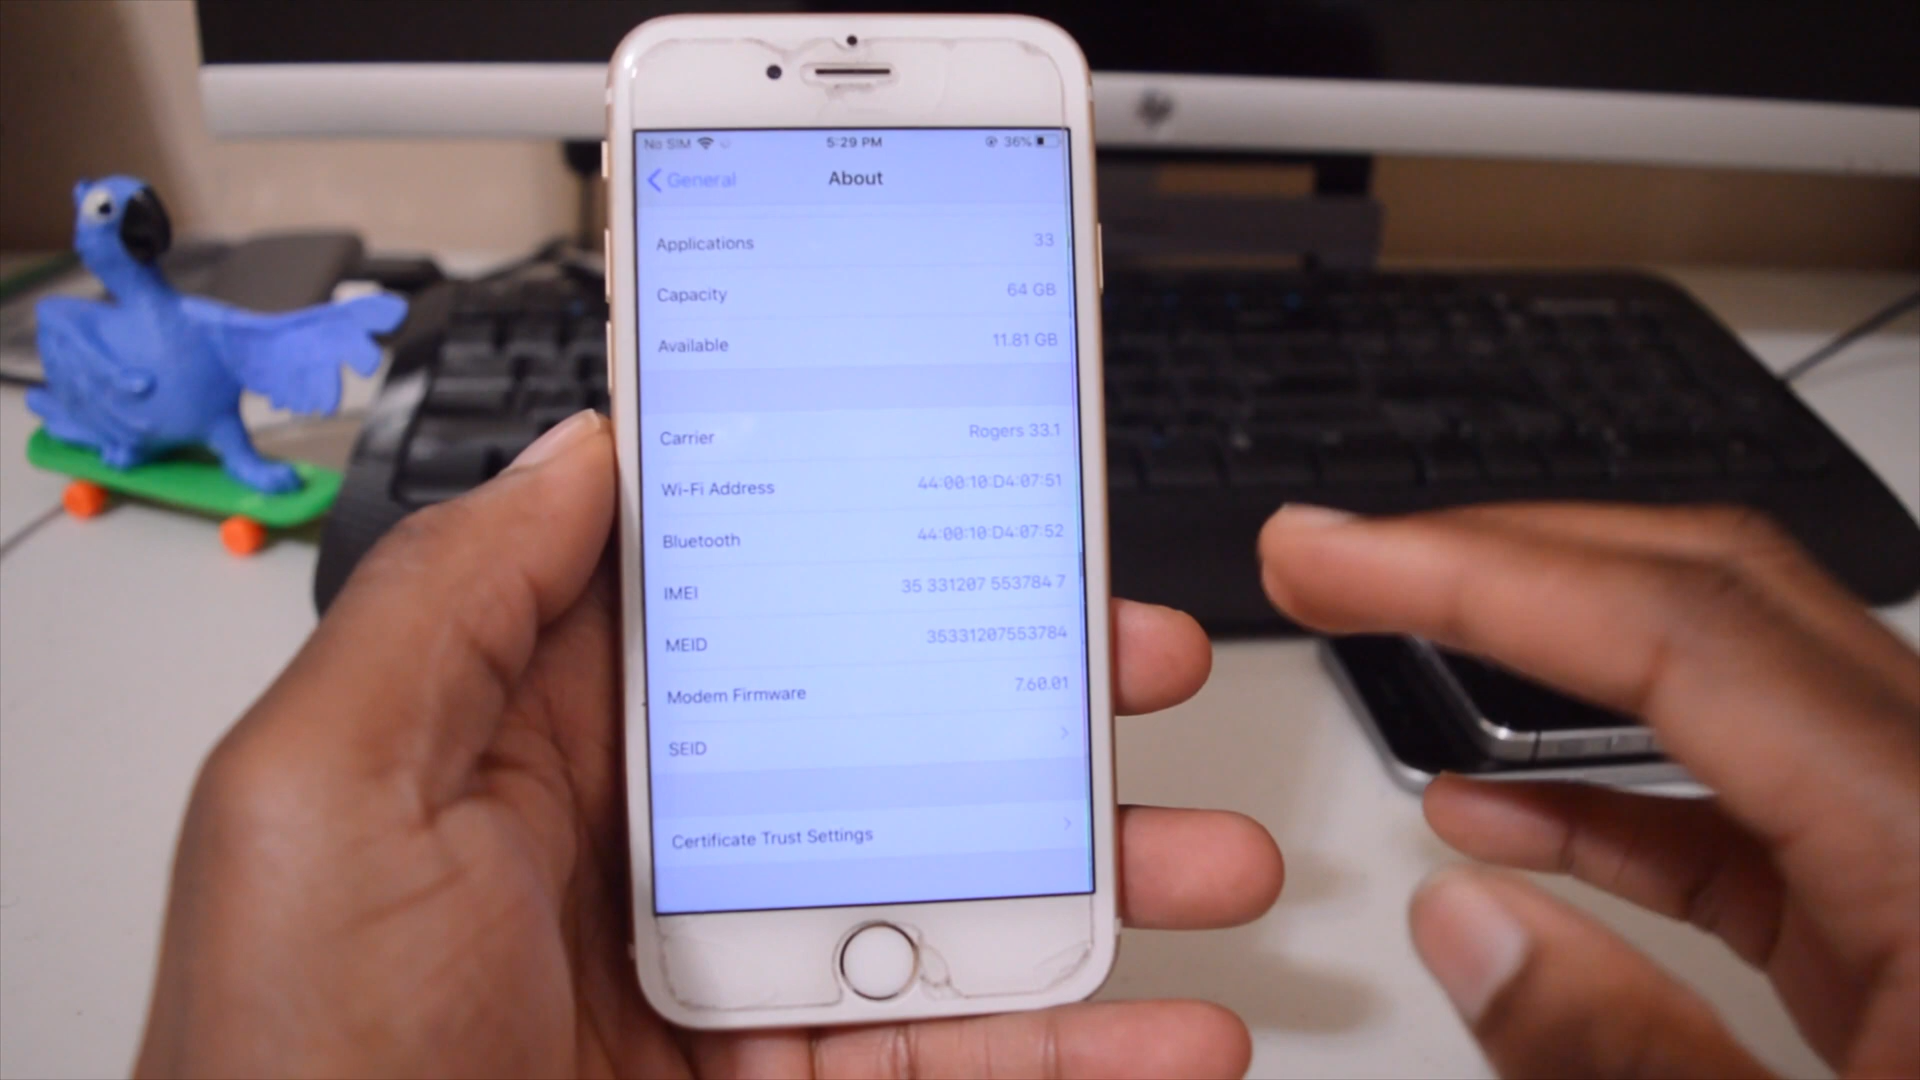 No SIM 5:29 PM 36%
General About
Applications 33
Capacity 64 GB
Available 11.81 GB
Carrier Rogers 33.1
Wi-Fi Address 44:00:10:D4:07:51
Bluetooth 44:00:10:D4:07:52
IMEI 35 331207 553784 7
MEID 35331207553784
Modem Firmware 7.60.01
SEID
Certificate Trust Settings
hp